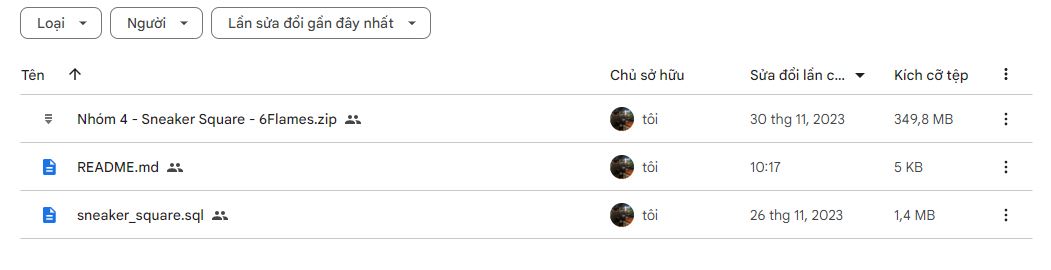 Loại Người Lần sửa đổi gần đây nhất
Tên Chủ sở hữu Sửa đổi lần c... Kích cỡ tệp
Nhóm 4 - Sneaker Square - 6Flames.zip tôi 30 thg 11, 2023 349,8 MB
README.md tôi 10:17 5 KB
sneaker_square.sql tôi 26 thg 11, 2023 1,4 MB